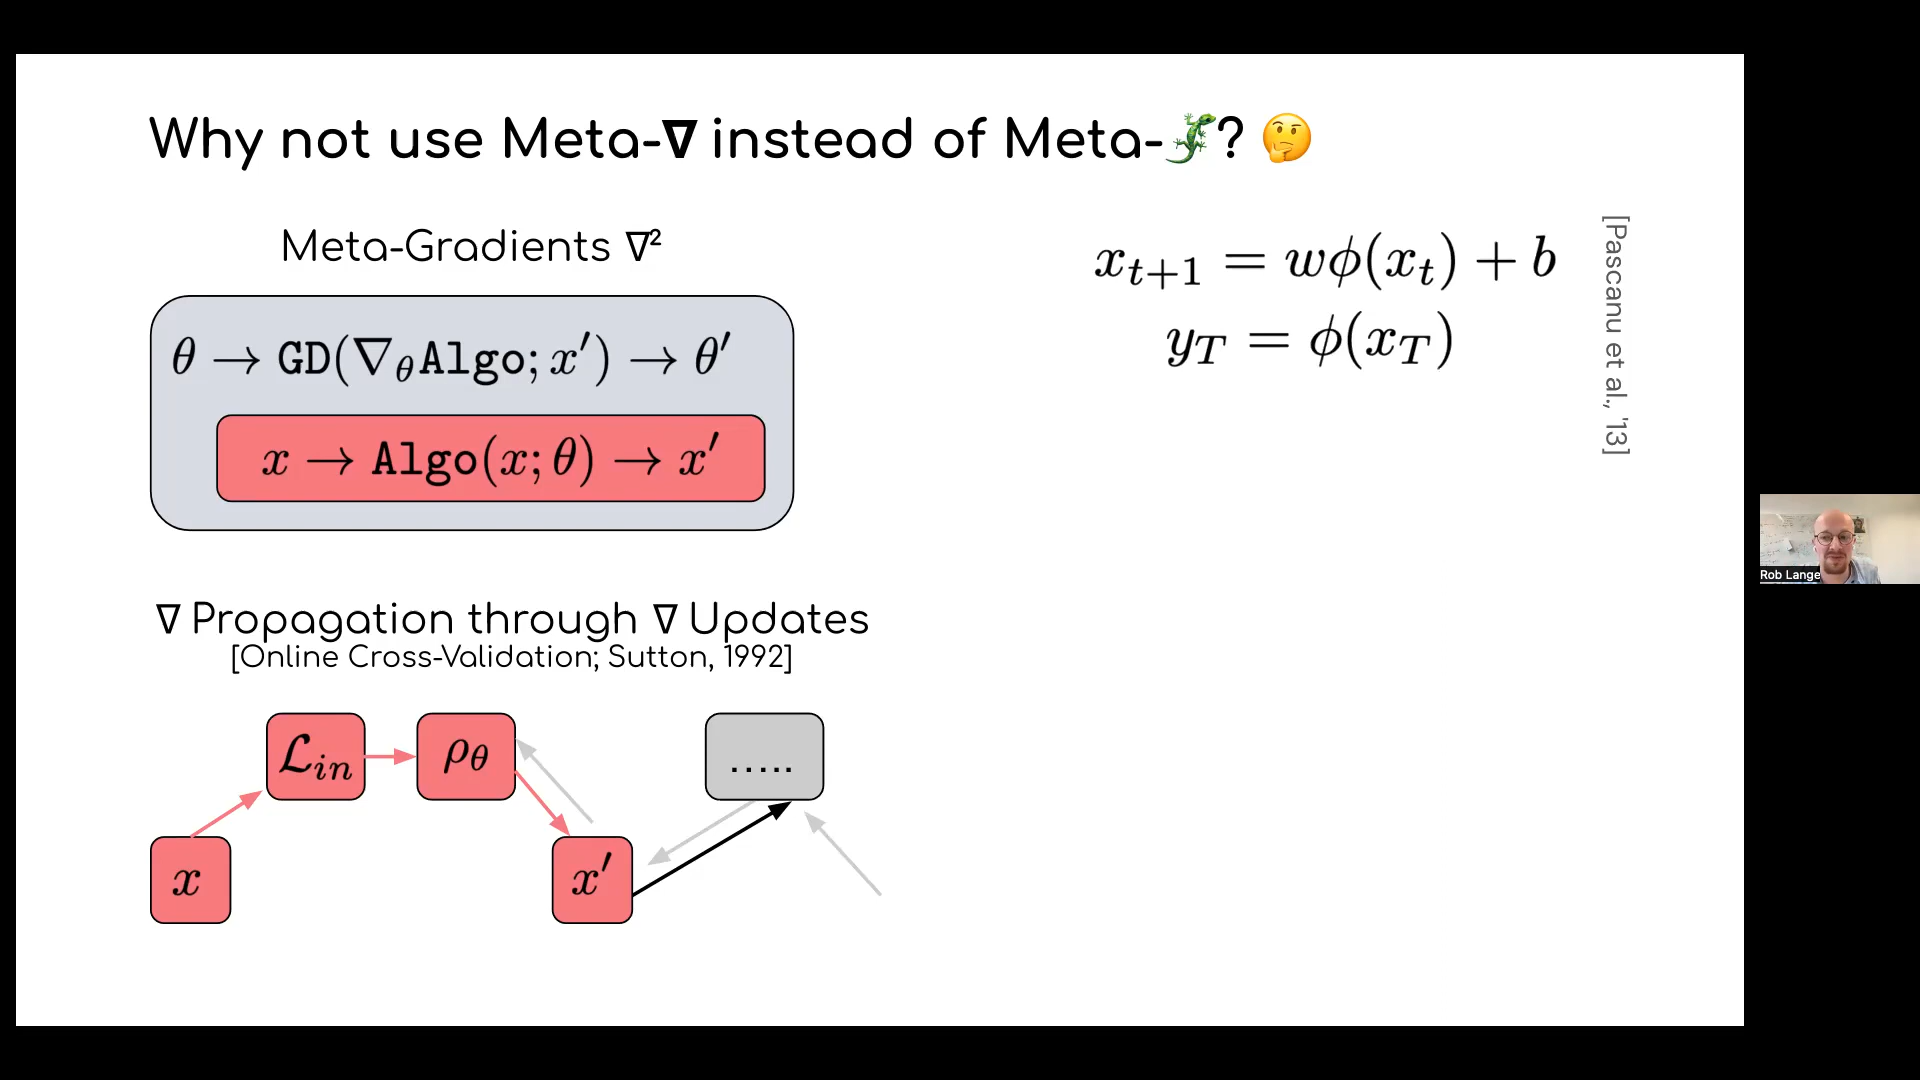 Why not use Meta-∇ instead of Meta-🦎? 🤔
Meta-Gradients ∇²
θ → GD(∇_θ Algo; x′) → θ′
x → Algo(x; θ) → x′
∇ Propagation through ∇ Updates
[Online Cross-Validation; Sutton, 1992]
ℒ_in
ρ_θ
.....
x
x′
x_{t+1} = wϕ(x_t) + b
y_T = ϕ(x_T)
[Pascanu et al., '13]
Rob Lange